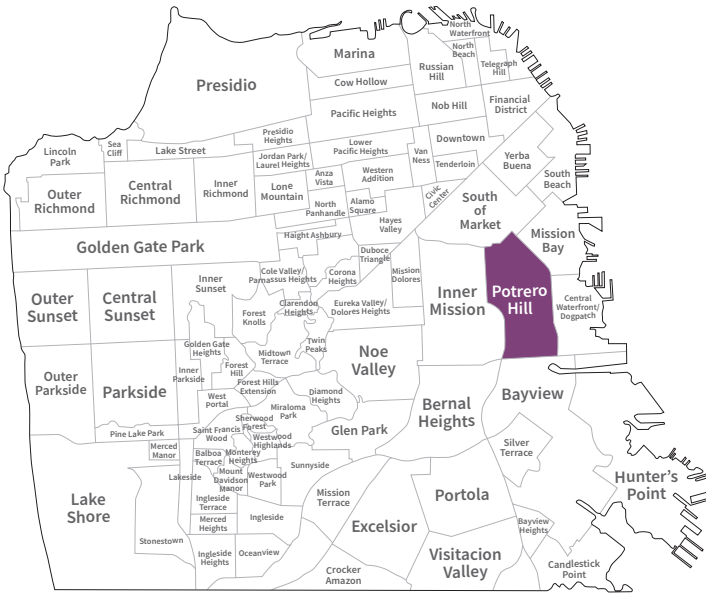 North
Waterfront
Marina
North
Beach
Telegraph
Hill
Russian
Hill
Presidio
Cow Hollow
Nob Hill
Financial
District
Pacific Heights
Presidio
Heights
Downtown
Lower
Pacific Heights
Van
Ness
Sea
Cliff
Lake Street
Lincoln
Park
Jordan Park/
Laurel Heights
Tenderloin
Yerba
Buena
Anza
Vista
Western
Addition
South
Beach
Outer
Richmond
Central
Richmond
Inner
Richmond
Lone
Mountain
Civic
Center
South
of
Market
North
Panhandle
Alamo
Square
Hayes
Valley
Mission
Bay
Haight Ashbury
Golden Gate Park
Duboce
Triangle
Cole Valley/
Parnassus Heights
Corona
Heights
Mission
Dolores
Inner
Sunset
Outer
Sunset
Central
Sunset
Inner
Mission
Potrero
Hill
Central
Waterfront/
Dogpatch
Clarendon
Heights
Eureka Valley/
Dolores Heights
Forest
Knolls
Golden Gate
Heights
Midtown
Terrace
Twin
Peaks
Noe
Valley
Forest
Hill
Inner
Parkside
Outer
Parkside
Parkside
Forest Hills
Extension
Diamond
Heights
West
Portal
Bayview
Miraloma
Park
Bernal
Heights
Sherwood
Forest
Saint Francis
Wood
Glen Park
Pine Lake Park
Westwood
Highlands
Merced
Manor
Balboa
Terrace
Monterey
Heights
Silver
Terrace
Sunnyside
Lakeside
Mount
Davidson
Manor
Westwood
Park
Hunter's
Point
Mission
Terrace
Portola
Lake
Shore
Ingleside
Terrace
Merced
Heights
Ingleside
Excelsior
Bayview
Heights
Stonestown
Ingleside
Heights
Oceanview
Visitacion
Valley
Candlestick
Point
Crocker
Amazon